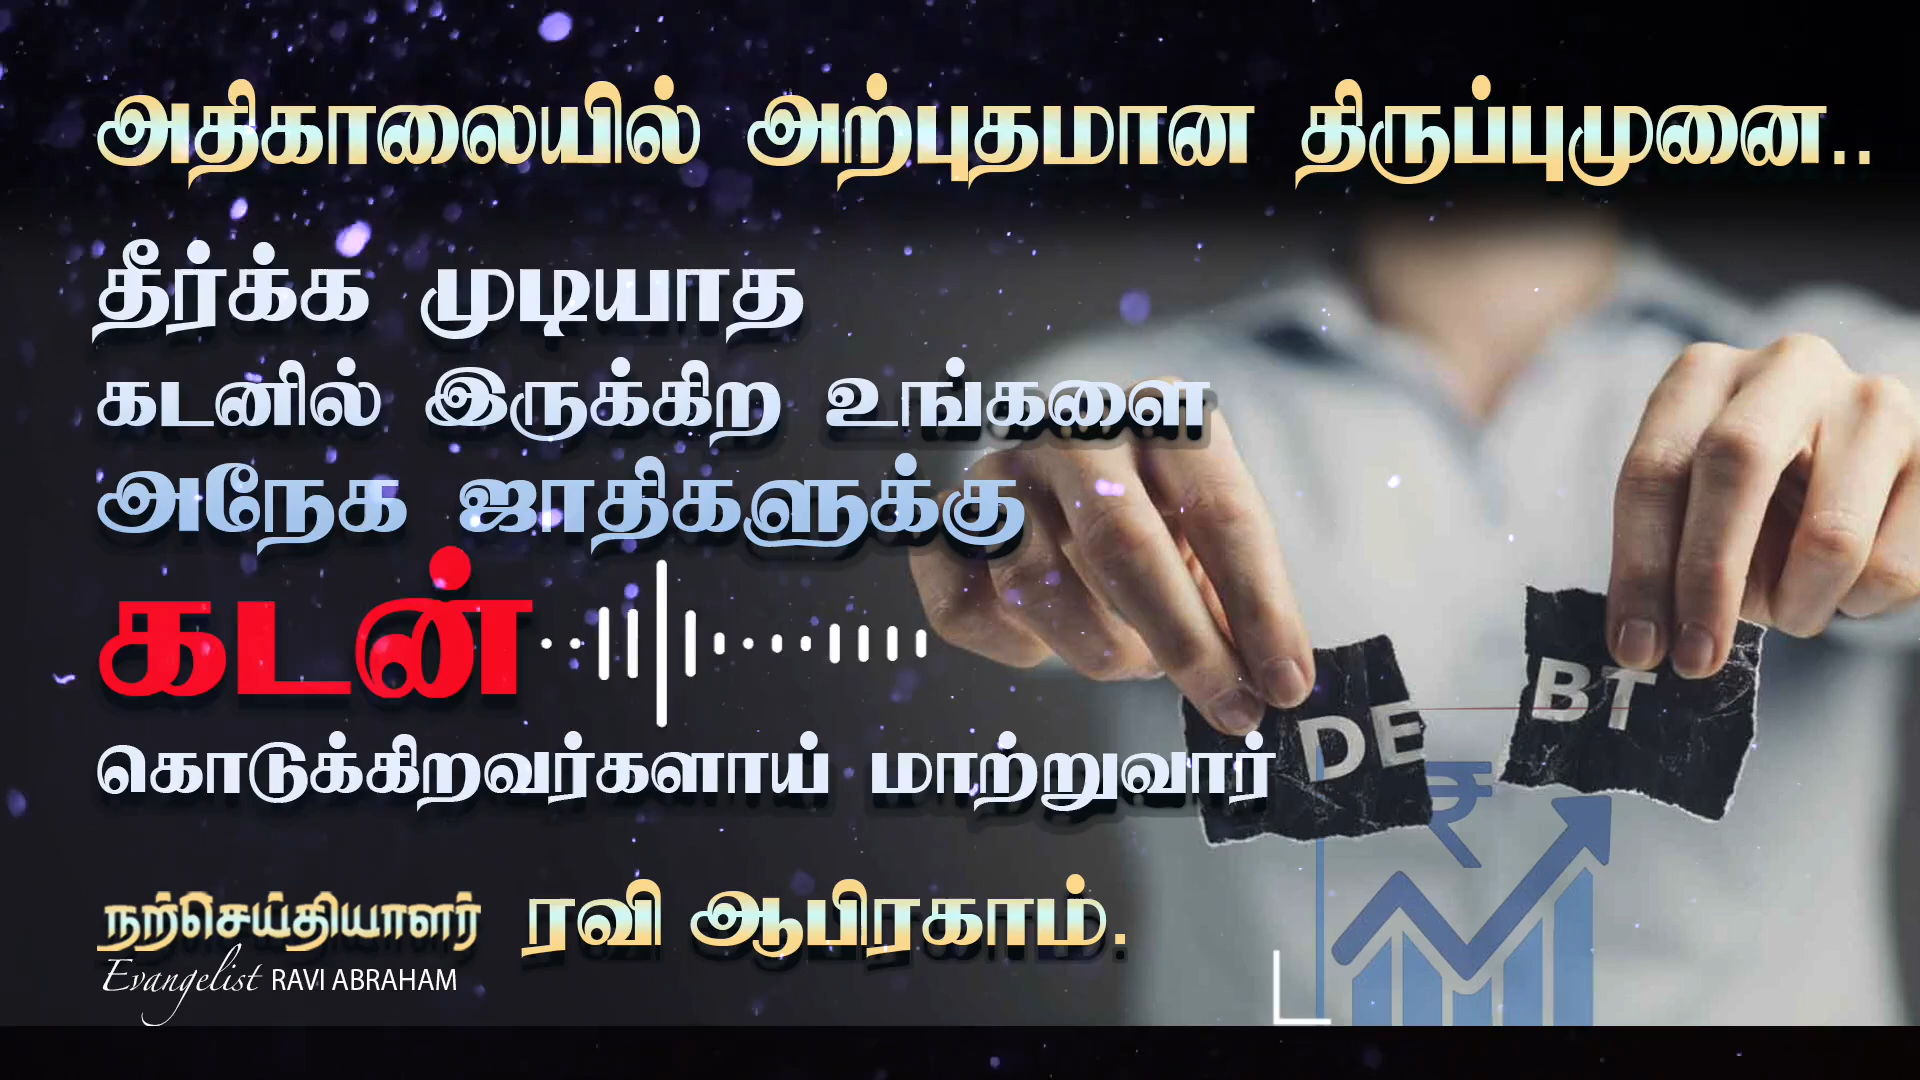 அதிகாலையில் அற்புதமான திருப்புமுனை..
தீர்க்க முடியாத
கடனில் இருக்கிற உங்களை
அநேக ஜாதிகளுக்கு
கடன்
கொடுக்கிறவர்களாய் மாற்றுவார்
DE BT
₹
நற்செய்தியாளர் ரவி ஆபிரகாம்.
Evangelist RAVI ABRAHAM